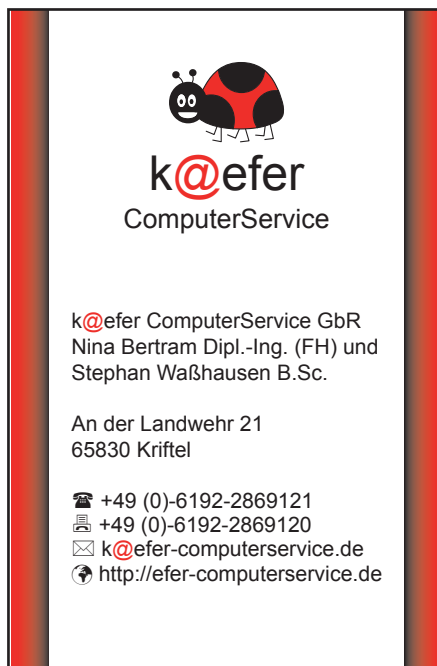 k@efer
ComputerService
k@efer ComputerService GbR
Nina Bertram Dipl.-Ing. (FH) und
Stephan Waßhausen B.Sc.
An der Landwehr 21
65830 Kriftel
+49 (0)-6192-2869121
+49 (0)-6192-2869120
k@efer-computerservice.de
http://efer-computerservice.de